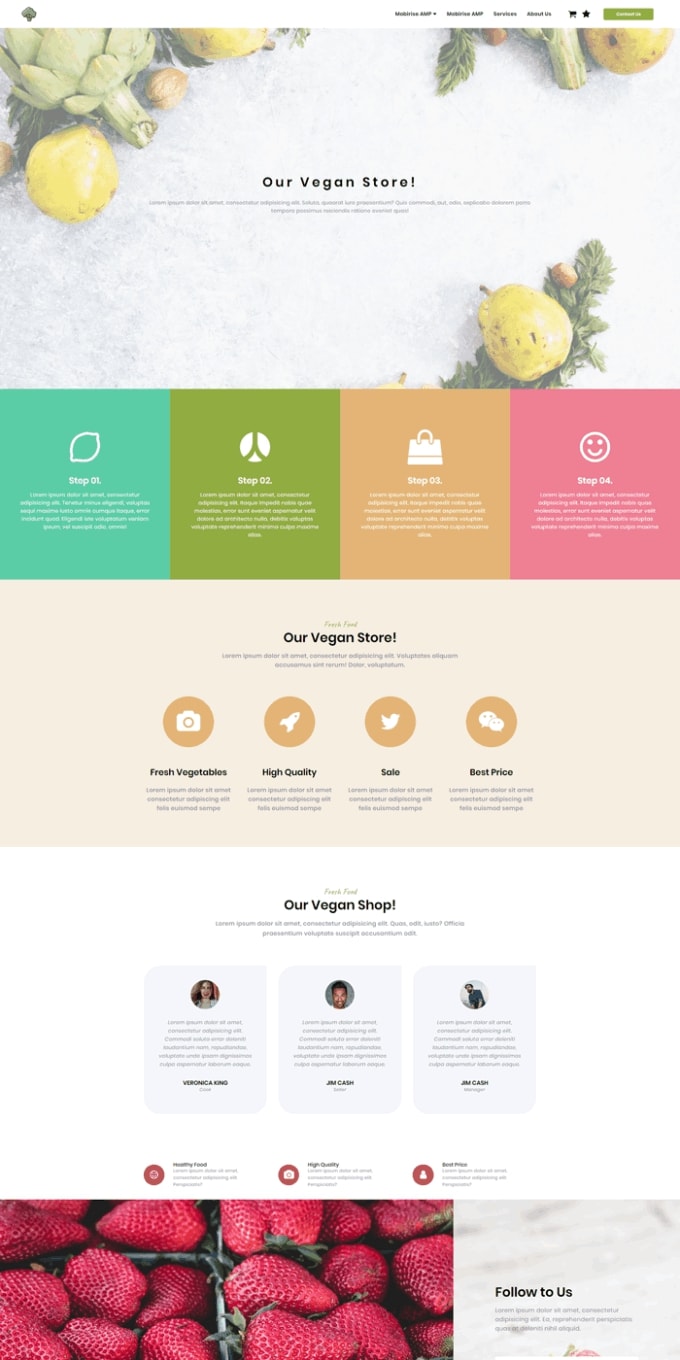 Mobirise AMP Mobirise AMP Services About Us Contact Us
Our Vegan Store!
Lorem ipsum dolor sit amet, consectetur adipisicing elit. Soluta, quaerat iure praesentium? Quis commodi, aut, odio, explicabo dolorem porro
tempore possimus reiciendis ratione eveniet quasi
Step 01.
Lorem ipsum dolor sit amet, consectetur
adipisicing elit. Tenetur minus eligendi, voluptas
sequi maxime iusto omnis cumque itaque, error
incidunt quasi Eligendi iste voluptatum veniam
ipsum, vel suscipit odio, omnis!
Step 02.
Lorem ipsum dolor sit amet, consectetur
adipisicing elit. Itaque impedit nobis quae
molestias, error sunt eveniet aspernatur velit
dolore ad architecto nulla, debitis voluptas
voluptate reprehenderit minima culpa maxime
alias.
Step 03.
Lorem ipsum dolor sit amet, consectetur
adipisicing elit. Itaque impedit nobis quae
molestias, error sunt eveniet aspernatur velit
dolore ad architecto nulla, debitis voluptas
voluptate reprehenderit minima culpa maxime
alias.
Step 04.
Lorem ipsum dolor sit amet, consectetur
adipisicing elit. Itaque impedit nobis quae
molestias, error sunt eveniet aspernatur velit
dolore ad architecto nulla, debitis voluptas
voluptate reprehenderit minima culpa maxime
alias.
Fresh Food
Our Vegan Store!
Lorem ipsum dolor sit amet, consectetur adipisicing elit. Voluptates aliquam
accusamus sint rerum! Dolor, voluptatum.
Fresh Vegetables
Lorem ipsum dolor sit amet
consectetur adipiscing elit
felis euismod sempe
High Quality
Lorem ipsum dolor sit amet
consectetur adipiscing elit
felis euismod sempe
Sale
Lorem ipsum dolor sit amet
consectetur adipiscing elit
felis euismod sempe
Best Price
Lorem ipsum dolor sit amet
consectetur adipiscing elit
felis euismod sempe
Fresh Food
Our Vegan Shop!
Lorem ipsum dolor sit amet, consectetur adipisicing elit. Quas, odit, iusto? Officia
praesentium voluptate suscipit accusantium odit.
Lorem ipsum dolor sit amet,
consectetur adipisicing elit.
Commodi soluta error deleniti
laudantium nam, repudiandae,
voluptate unde ipsam dignissimos
culpa aspernatur laborum eaque.
VERONICA KING
Cook
Lorem ipsum dolor sit amet,
consectetur adipisicing elit.
Commodi soluta error deleniti
laudantium nam, repudiandae,
voluptate unde ipsam dignissimos
culpa aspernatur laborum eaque.
JIM CASH
Seller
Lorem ipsum dolor sit amet,
consectetur adipisicing elit.
Commodi soluta error deleniti
laudantium nam, repudiandae,
voluptate unde ipsam dignissimos
culpa aspernatur laborum eaque.
JIM CASH
Manager
Healthy Food
Lorem ipsum dolor sit amet,
consectetur adipisicing elit.
Perspiciatis?
High Quality
Lorem ipsum dolor sit amet,
consectetur adipisicing elit.
Perspiciatis?
Best Price
Lorem ipsum dolor sit amet,
consectetur adipisicing elit.
Perspiciatis?
Follow to Us
Lorem ipsum dolor sit amet, consectetur
adipisicing elit. Ea, reprehenderit perspiciatis
quaerat deleniti nihil eligendi.